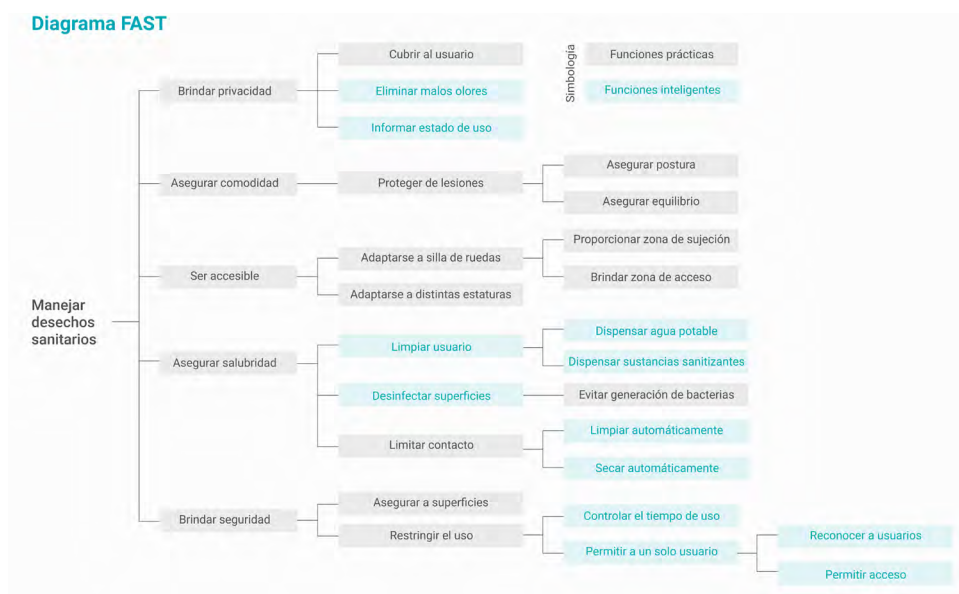 Diagrama FAST
Simbología
Funciones prácticas
Funciones inteligentes
Manejar
desechos
sanitarios
Brindar privacidad
Cubrir al usuario
Eliminar malos olores
Informar estado de uso
Asegurar comodidad
Proteger de lesiones
Asegurar postura
Asegurar equilibrio
Ser accesible
Adaptarse a silla de ruedas
Proporcionar zona de sujeción
Brindar zona de acceso
Adaptarse a distintas estaturas
Asegurar salubridad
Limpiar usuario
Dispensar agua potable
Dispensar sustancias sanitizantes
Desinfectar superficies
Evitar generación de bacterias
Limitar contacto
Limpiar automáticamente
Secar automáticamente
Brindar seguridad
Asegurar a superficies
Restringir el uso
Controlar el tiempo de uso
Permitir a un solo usuario
Reconocer a usuarios
Permitir acceso